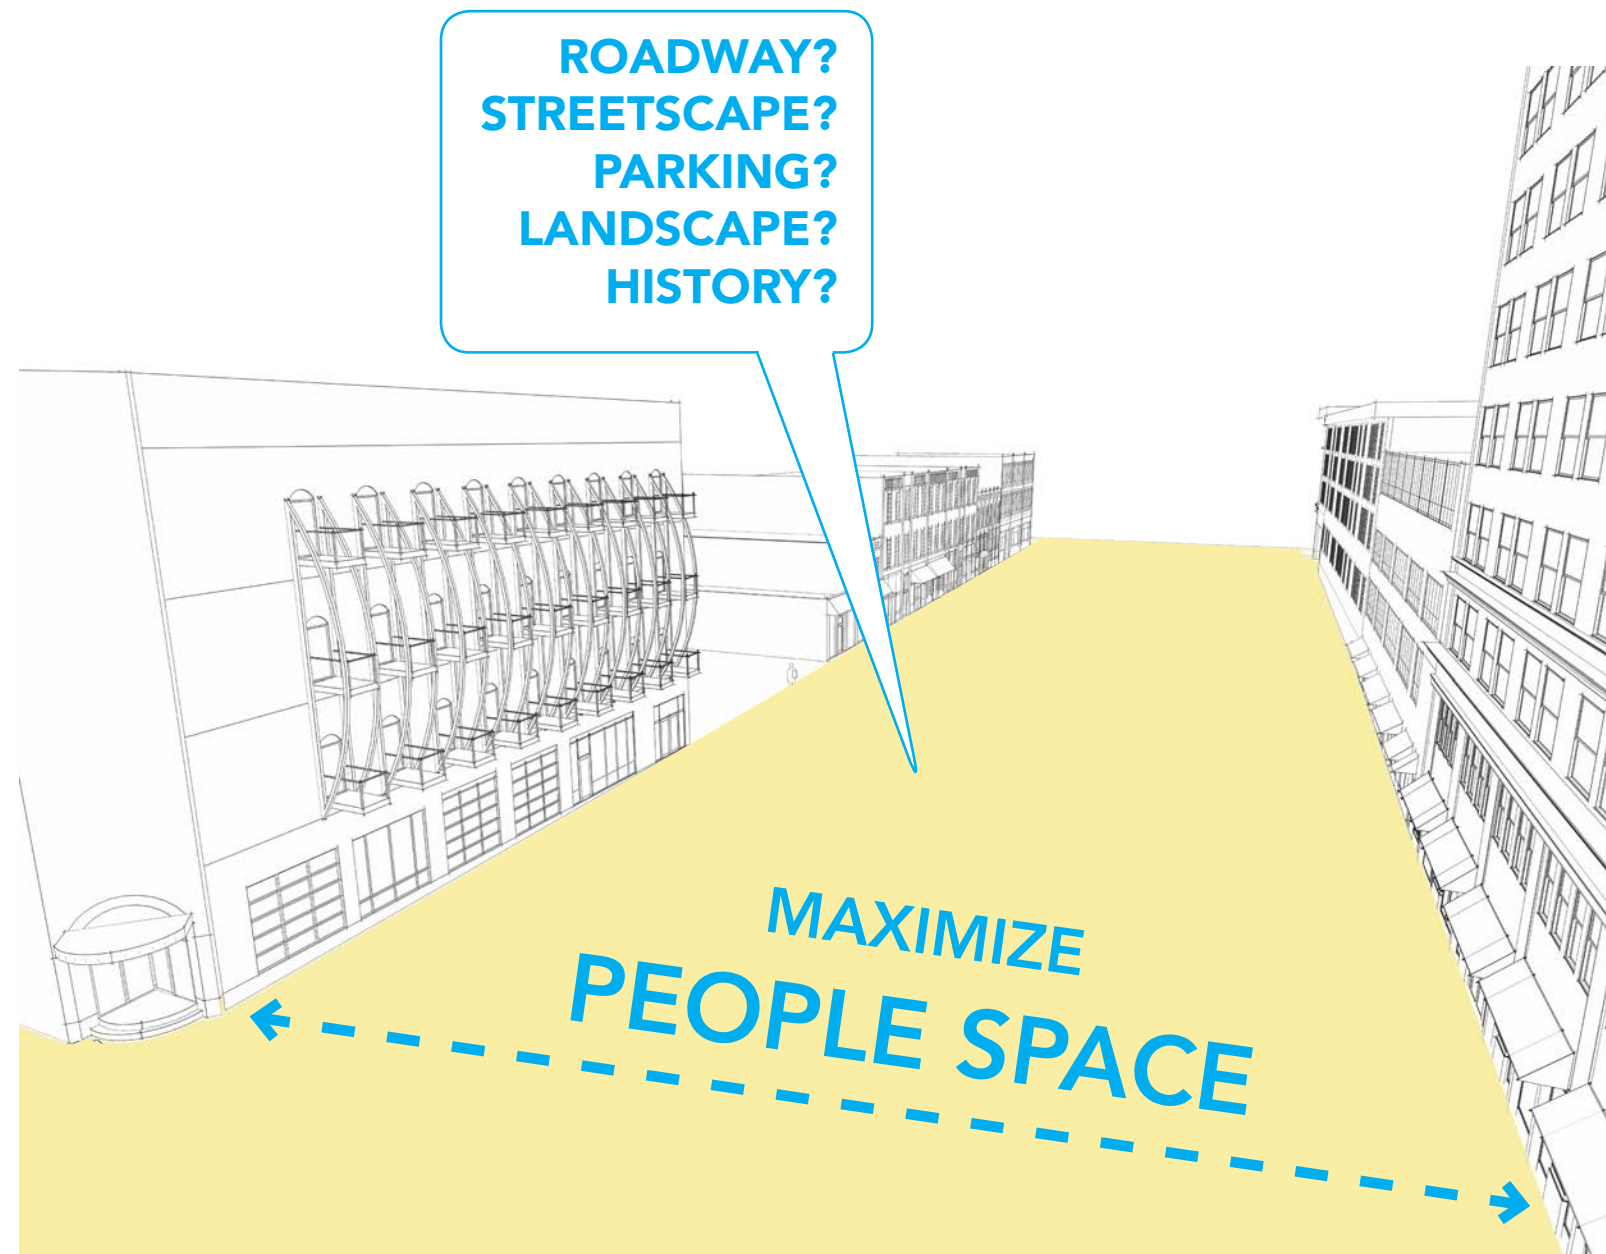 ROADWAY?
STREETSCAPE?
PARKING?
LANDSCAPE?
HISTORY?
MAXIMIZE
PEOPLE SPACE